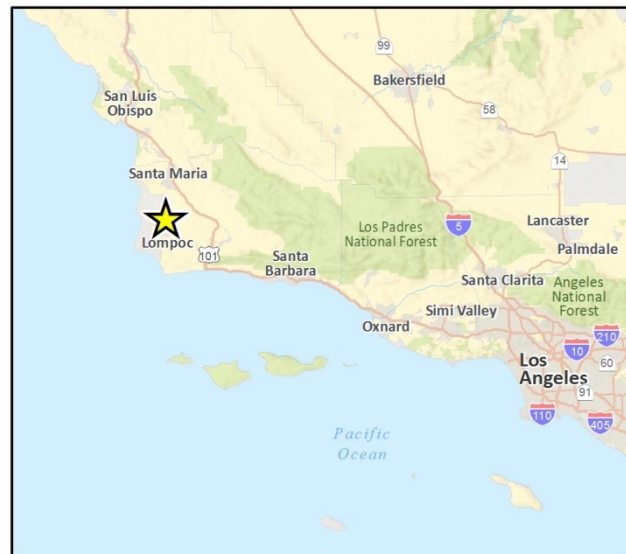 99
Bakersfield
San Luis
Obispo
58
14
Santa Maria
Lompoc
101
Los Padres
National Forest
5
Lancaster
Palmdale
Santa
Barbara
Santa Clarita
Angeles
National
Forest
Simi Valley
Oxnard
210
10
Los
Angeles
60
91
110
405
Pacific
Ocean